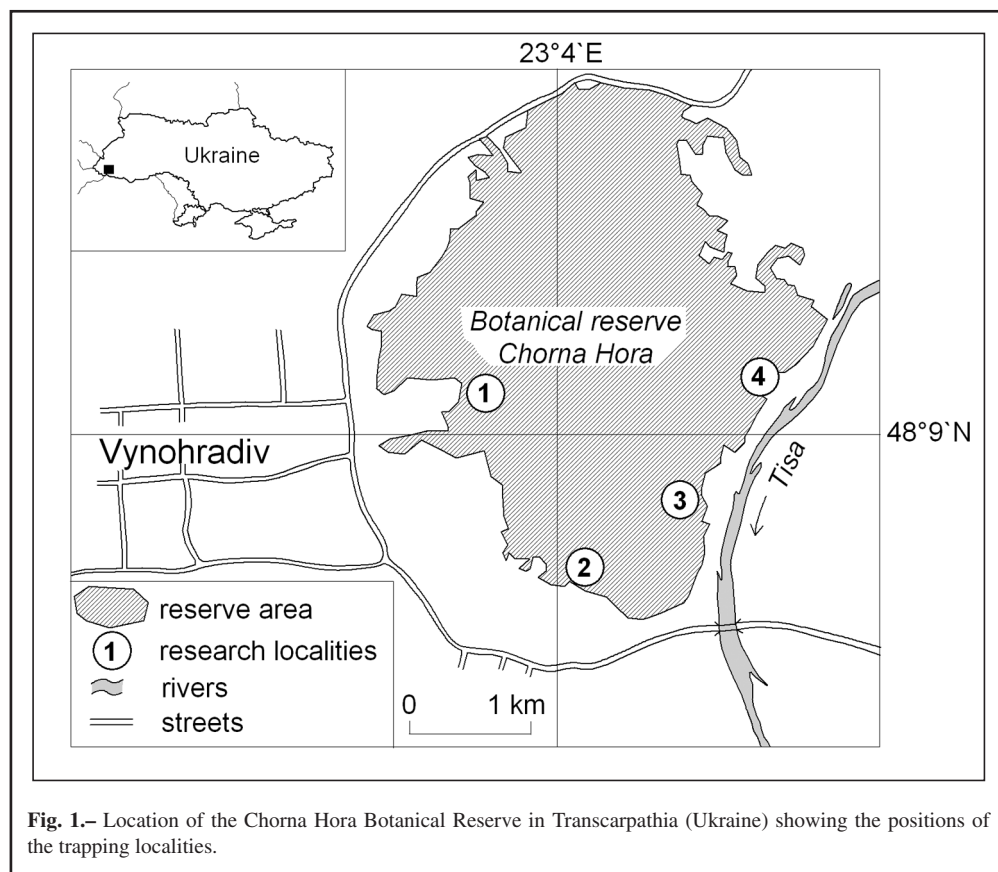 23°4`E
Ukraine
Botanical reserve
Chorna Hora
1
4
48°9`N
Vynohradiv
Tisa
3
2
reserve area
1 research localities
rivers
streets
0 1 km
Fig. 1.– Location of the Chorna Hora Botanical Reserve in Transcarpathia (Ukraine) showing the positions of
the trapping localities.